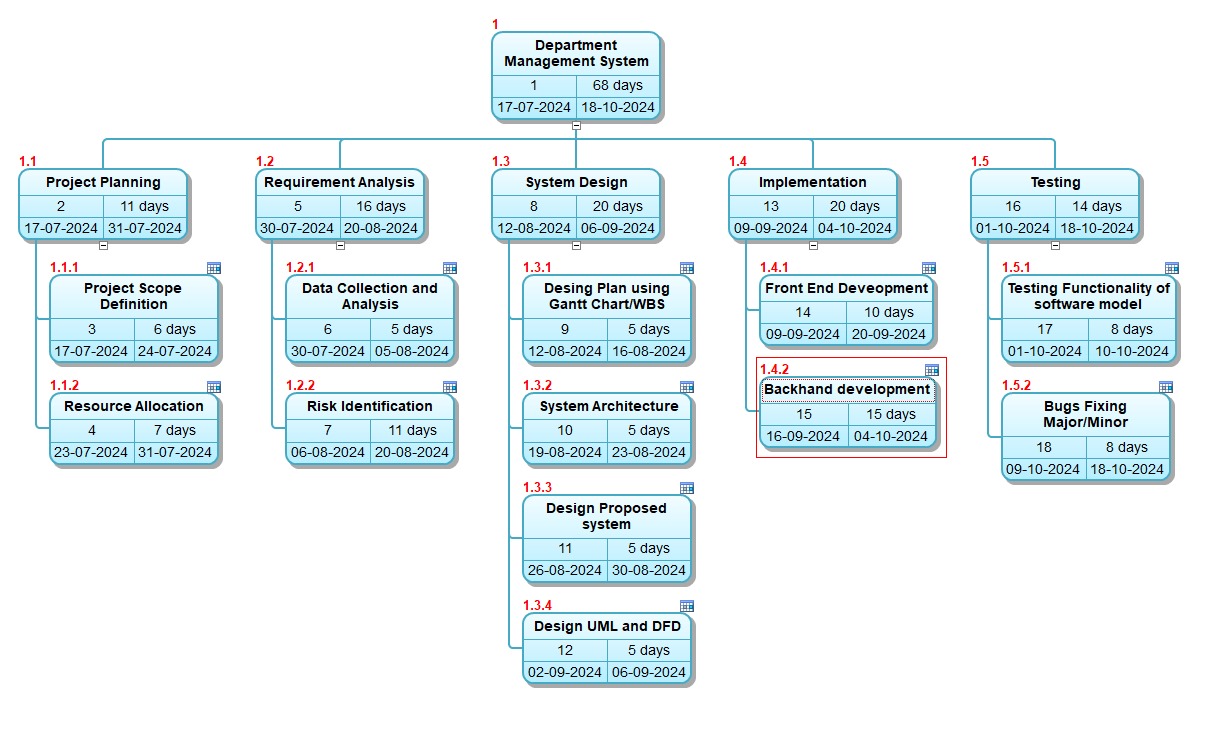 1
Department
Management System
1 68 days
17-07-2024 18-10-2024
1.1
Project Planning
2 11 days
17-07-2024 31-07-2024
1.1.1
Project Scope
Definition
3 6 days
17-07-2024 24-07-2024
1.1.2
Resource Allocation
4 7 days
23-07-2024 31-07-2024
1.2
Requirement Analysis
5 16 days
30-07-2024 20-08-2024
1.2.1
Data Collection and
Analysis
6 5 days
30-07-2024 05-08-2024
1.2.2
Risk Identification
7 11 days
06-08-2024 20-08-2024
1.3
System Design
8 20 days
12-08-2024 06-09-2024
1.3.1
Desing Plan using
Gantt Chart/WBS
9 5 days
12-08-2024 16-08-2024
1.3.2
System Architecture
10 5 days
19-08-2024 23-08-2024
1.3.3
Design Proposed
system
11 5 days
26-08-2024 30-08-2024
1.3.4
Design UML and DFD
12 5 days
02-09-2024 06-09-2024
1.4
Implementation
13 20 days
09-09-2024 04-10-2024
1.4.1
Front End Deveopment
14 10 days
09-09-2024 20-09-2024
1.4.2
Backhand development
15 15 days
16-09-2024 04-10-2024
1.5
Testing
16 14 days
01-10-2024 18-10-2024
1.5.1
Testing Functionality of
software model
17 8 days
01-10-2024 10-10-2024
1.5.2
Bugs Fixing
Major/Minor
18 8 days
09-10-2024 18-10-2024